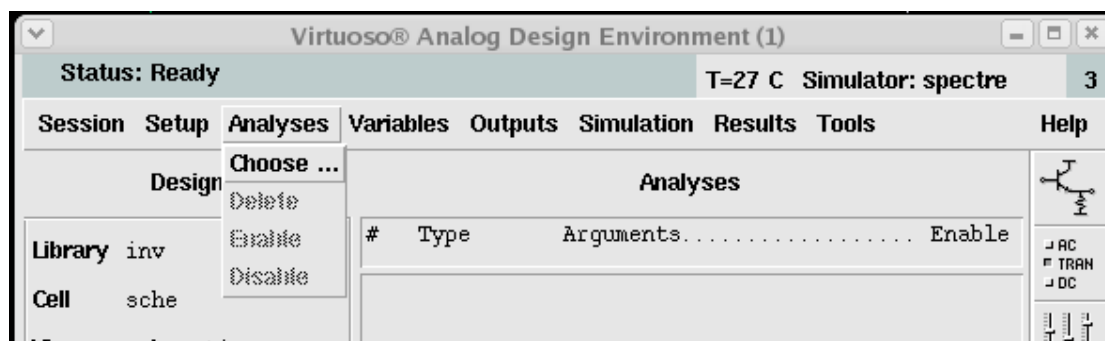 Virtuoso® Analog Design Environment (1)
Status: Ready T=27 C Simulator: spectre 3
Session Setup Analyses Variables Outputs Simulation Results Tools Help
Choose ...
Design Analyses
Delete
Enable
# Type Arguments................... Enable
Library inv
AC
TRAN
Disable
DC
Cell sche